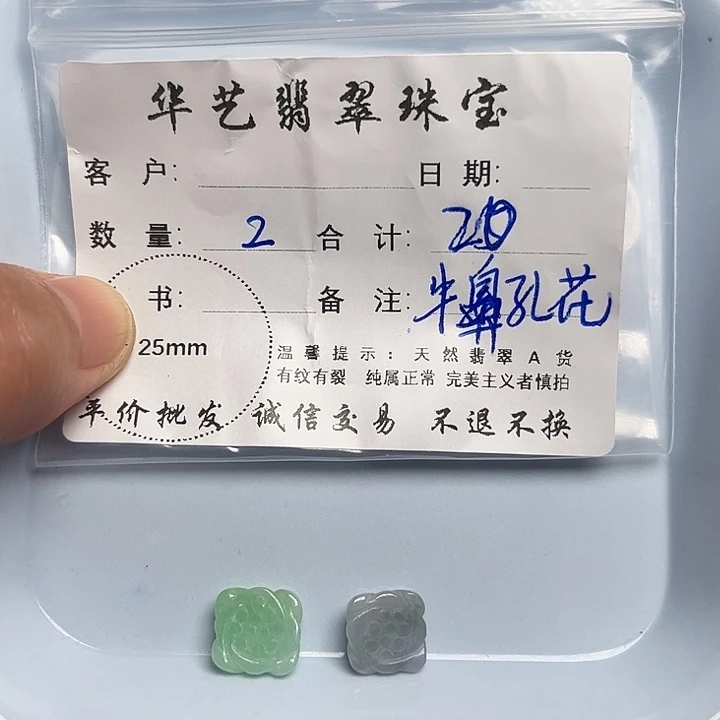 华艺翡翠珠宝
客 户: 日 期:
数 量: 2 合 计: 20
书: 备 注: 牛鼻孔花
25mm
温馨提示: 天然翡翠A货
有纹有裂 纯属正常 完美主义者慎拍
平价批发 诚信交易 不退不换